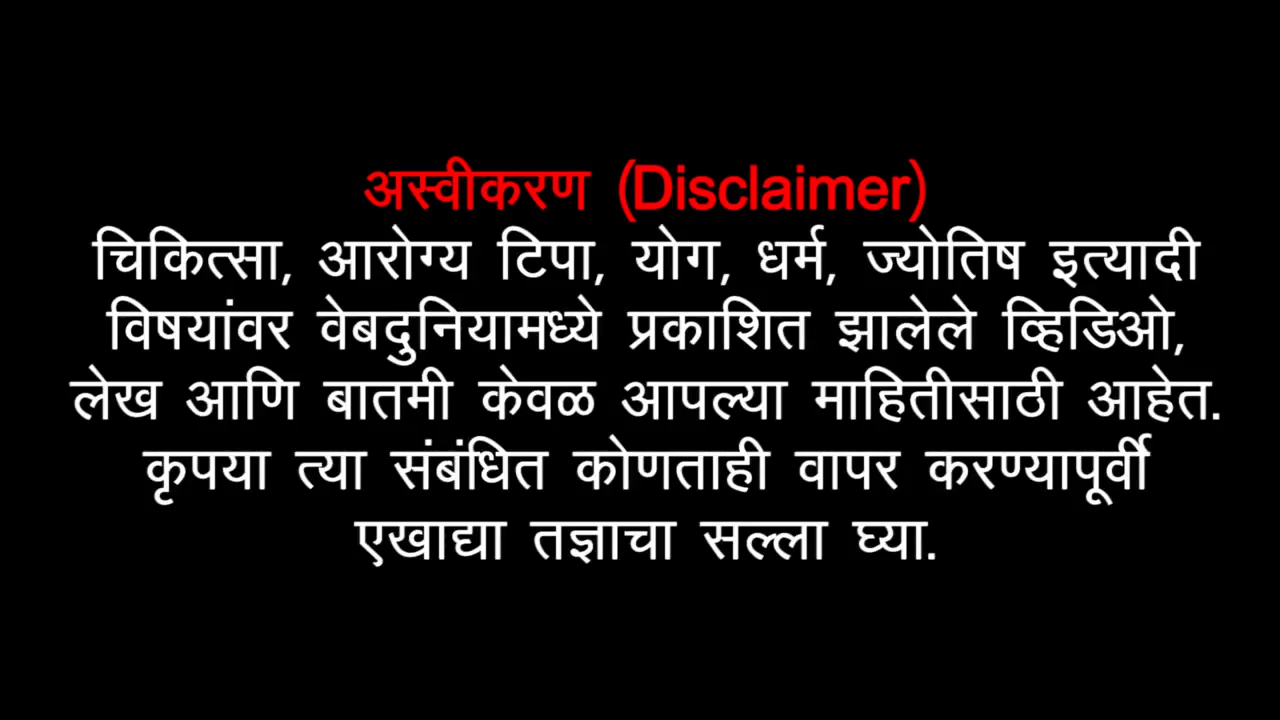 अस्वीकरण (Disclaimer)
चिकित्सा, आरोग्य टिपा, योग, धर्म, ज्योतिष इत्यादी
विषयांवर वेबदुनियामध्ये प्रकाशित झालेले व्हिडिओ,
लेख आणि बातमी केवळ आपल्या माहितीसाठी आहेत.
कृपया त्या संबंधित कोणताही वापर करण्यापूर्वी
एखाद्या तज्ञाचा सल्ला घ्या.